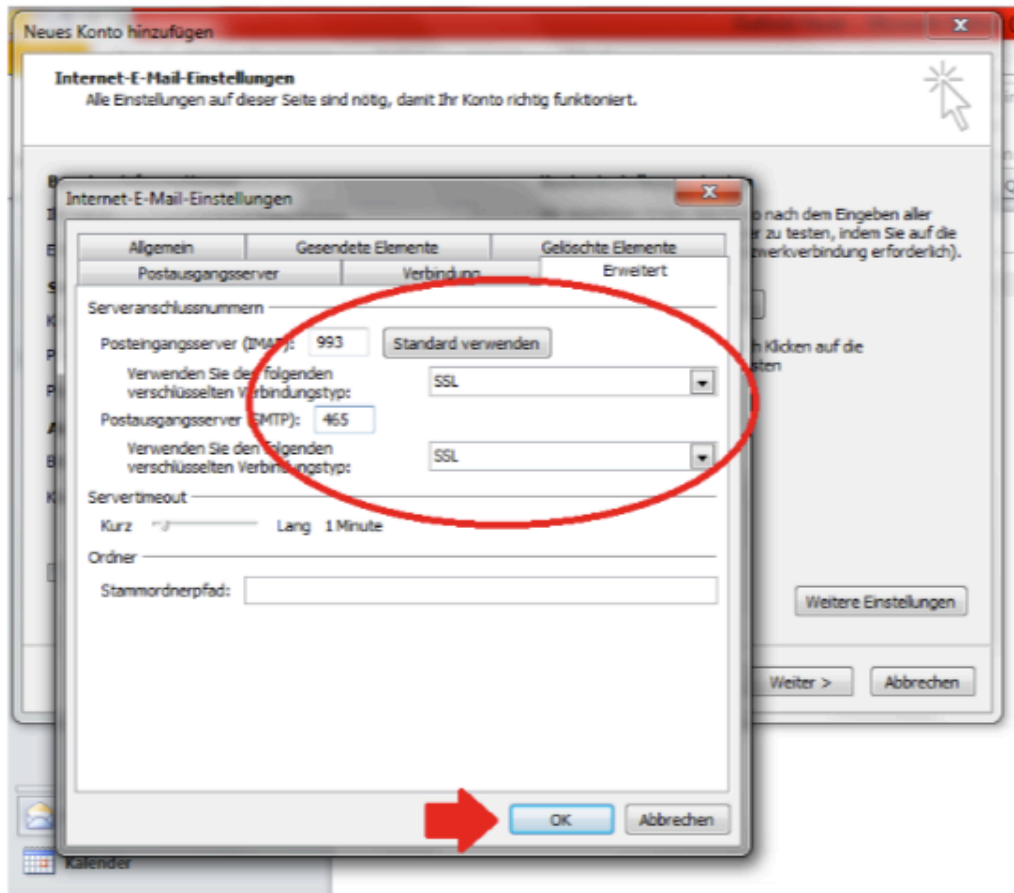 Neues Konto hinzufügen
Internet-E-Mail-Einstellungen
Alle Einstellungen auf dieser Seite sind nötig, damit Ihr Konto richtig funktioniert.
Internet-E-Mail-Einstellungen
nach dem Eingeben aller
zu testen, indem Sie auf die
erforderlich).
Allgemein
Gesendete Elemente
Gelöschte Elemente
Postausgangsserver
Verbindung
Erweitert
Serveranschlussnummern
Posteingangsserver (IMAP): 993 Standard verwenden
Verwenden Sie den folgenden
verschlüsselten Verbindungstyp: SSL
Klicken auf die
Postausgangsserver (SMTP): 465
Verwenden Sie den folgenden
verschlüsselten Verbindungstyp: SSL
Servertimeout
Kurz Lang 1 Minute
Ordner
Stammordnerpfad:
Weitere Einstellungen
Weiter > Abbrechen
OK Abbrechen
Kalender